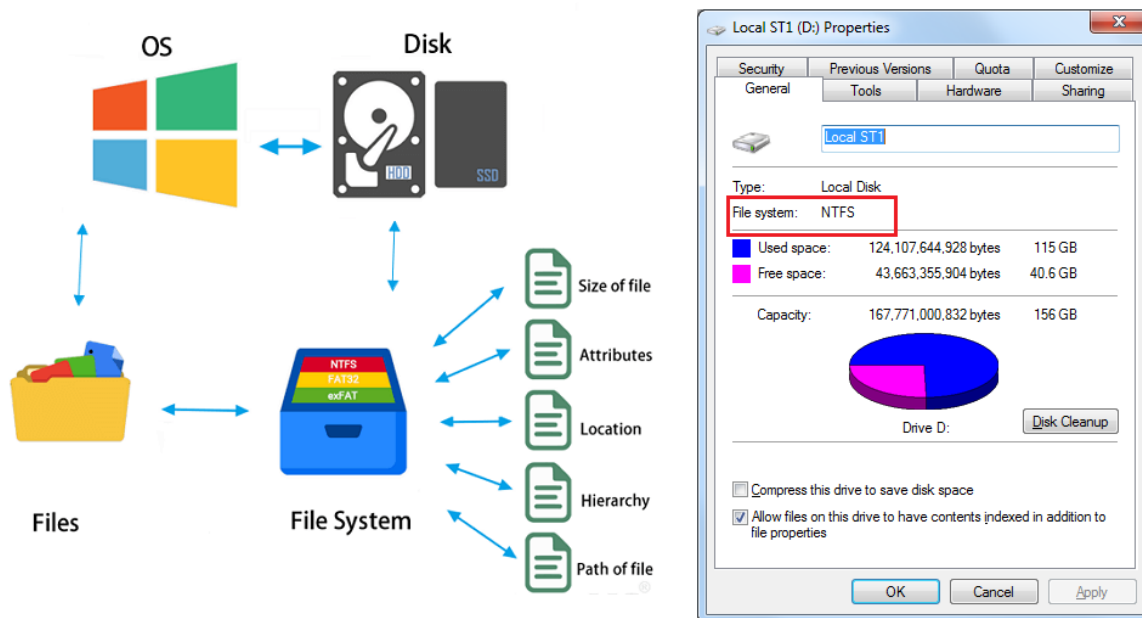 OS
Disk
HDD
SSD
Size of file
NTFS
FAT32
exFAT
Attributes
Location
Hierarchy
Path of file
®
Files
File System
Local ST1 (D:) Properties
Security
Previous Versions
Quota
Customize
General
Tools
Hardware
Sharing
Local ST1
Type: Local Disk
File system: NTFS
Used space: 124,107,644,928 bytes 115 GB
Free space: 43,663,355,904 bytes 40.6 GB
Capacity: 167,771,000,832 bytes 156 GB
Drive D:
Disk Cleanup
Compress this drive to save disk space
Allow files on this drive to have contents indexed in addition to
file properties
OK
Cancel
Apply